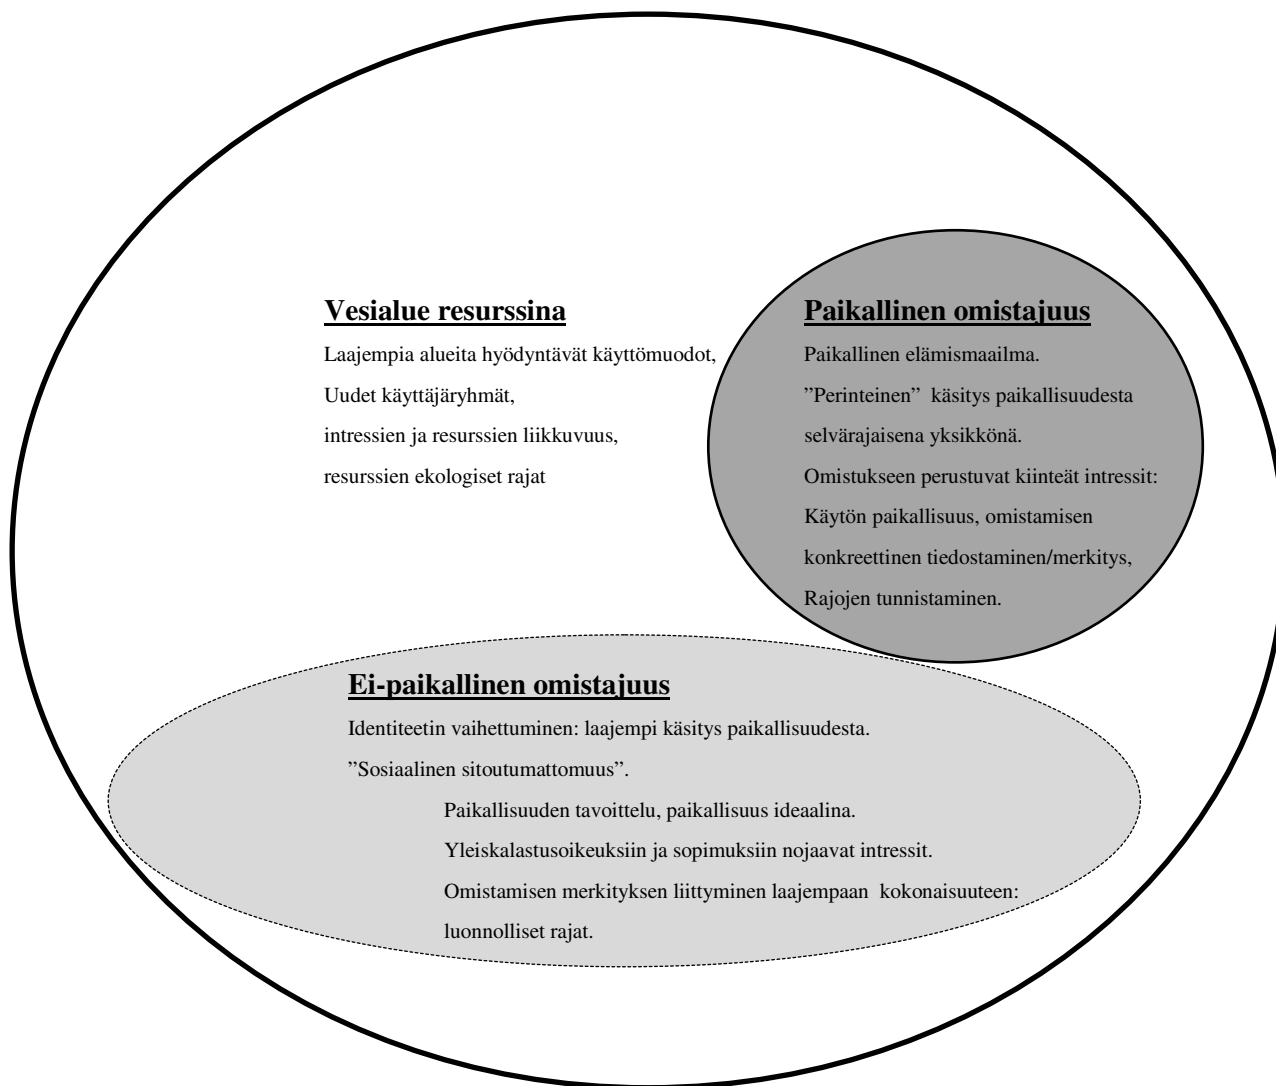 Vesialue resurssina
Laajempia alueita hyödyntävät käyttömuodot,
Uudet käyttäjäryhmät,
intressien ja resurssien liikkuvuus,
resurssien ekologiset rajat
Paikallinen omistajuus
Paikallinen elämismaailma.
”Perinteinen” käsitys paikallisuudesta
selvärajaisena yksikkönä.
Omistukseen perustuvat kiinteät intressit:
Käytön paikallisuus, omistamisen
konkreettinen tiedostaminen/merkitys,
Rajojen tunnistaminen.
Ei-paikallinen omistajuus
Identiteetin vaihettuminen: laajempi käsitys paikallisuudesta.
”Sosiaalinen sitoutumattomuus”.
Paikallisuuden tavoittelu, paikallisuus ideaalina.
Yleiskalastusoikeuksiin ja sopimuksiin nojaavat intressit.
Omistamisen merkityksen liittyminen laajempaan kokonaisuuteen:
luonnolliset rajat.